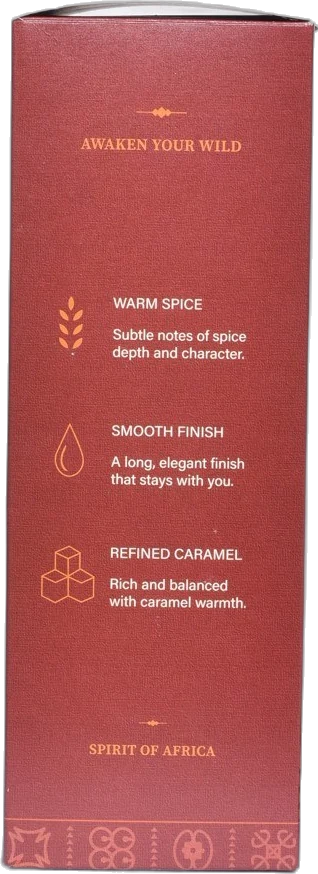 AWAKEN YOUR WILD
WARM SPICE
Subtle notes of spice
depth and character.
SMOOTH FINISH
A long, elegant finish
that stays with you.
REFINED CARAMEL
Rich and balanced
with caramel warmth.
SPIRIT OF AFRICA